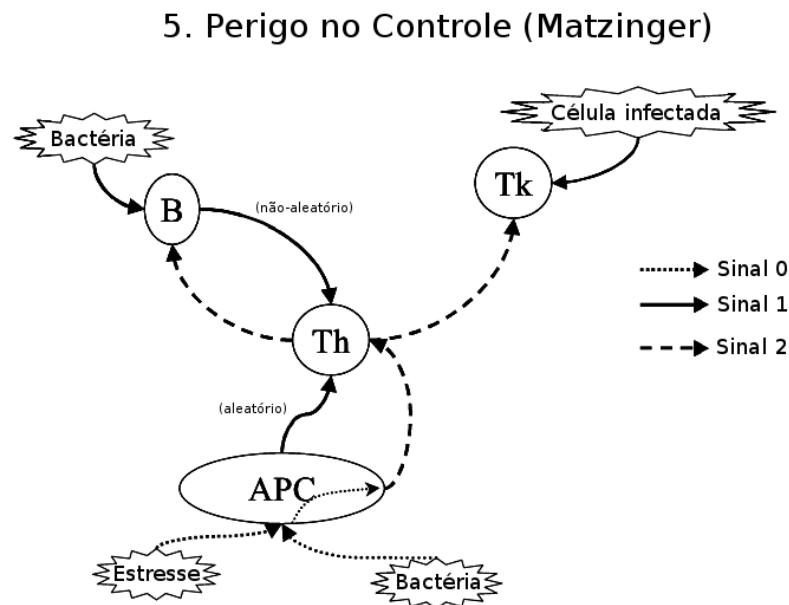 5. Perigo no Controle (Matzinger)
Célula infectada
Bactéria
Tk
B
(não-aleatório)
Sinal 0
Sinal 1
Th
Sinal 2
(aleatório)
APC
Estresse
Bactéria